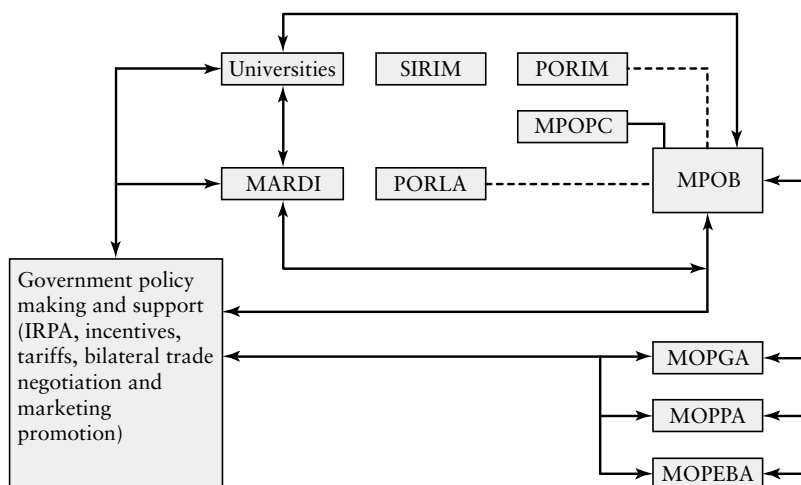 Universities
SIRIM
PORIM
MPOPC
MARDI
PORLA
MPOB
Government policy
making and support
(IRPA, incentives,
tariffs, bilateral trade
negotiation and
marketing
promotion)
MOPGA
MOPPA
MOPEBA